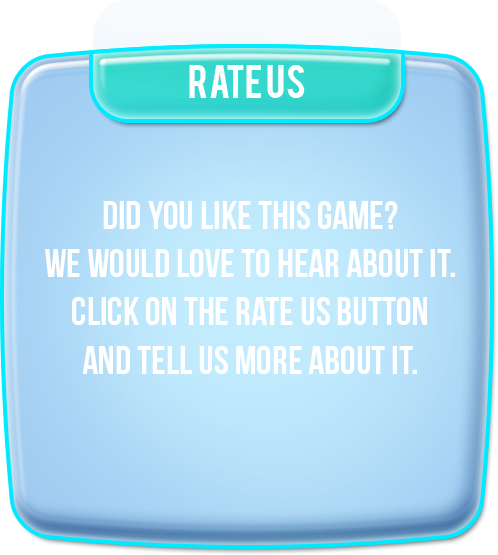 RATE US
DID YOU LIKE THIS GAME?
WE WOULD LOVE TO HEAR ABOUT IT.
CLICK ON THE RATE US BUTTON
AND TELL US MORE ABOUT IT.